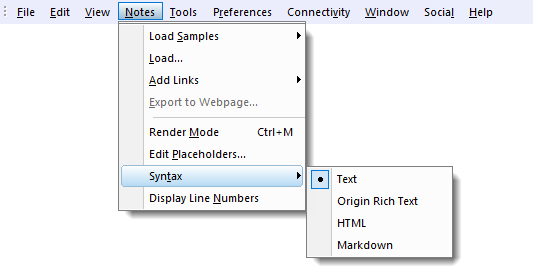 File Edit View Notes Tools Preferences Connectivity Window Social Help
Load Samples
Load...
Add Links
Export to Webpage...
Render Mode Ctrl+M
Edit Placeholders...
Syntax
Display Line Numbers
Text
Origin Rich Text
HTML
Markdown